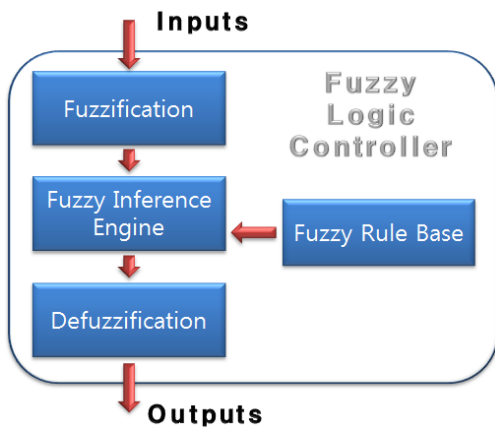 Inputs
Fuzzification
Fuzzy
Logic
Controller
Fuzzy Inference
Engine
Fuzzy Rule Base
Defuzzification
Outputs